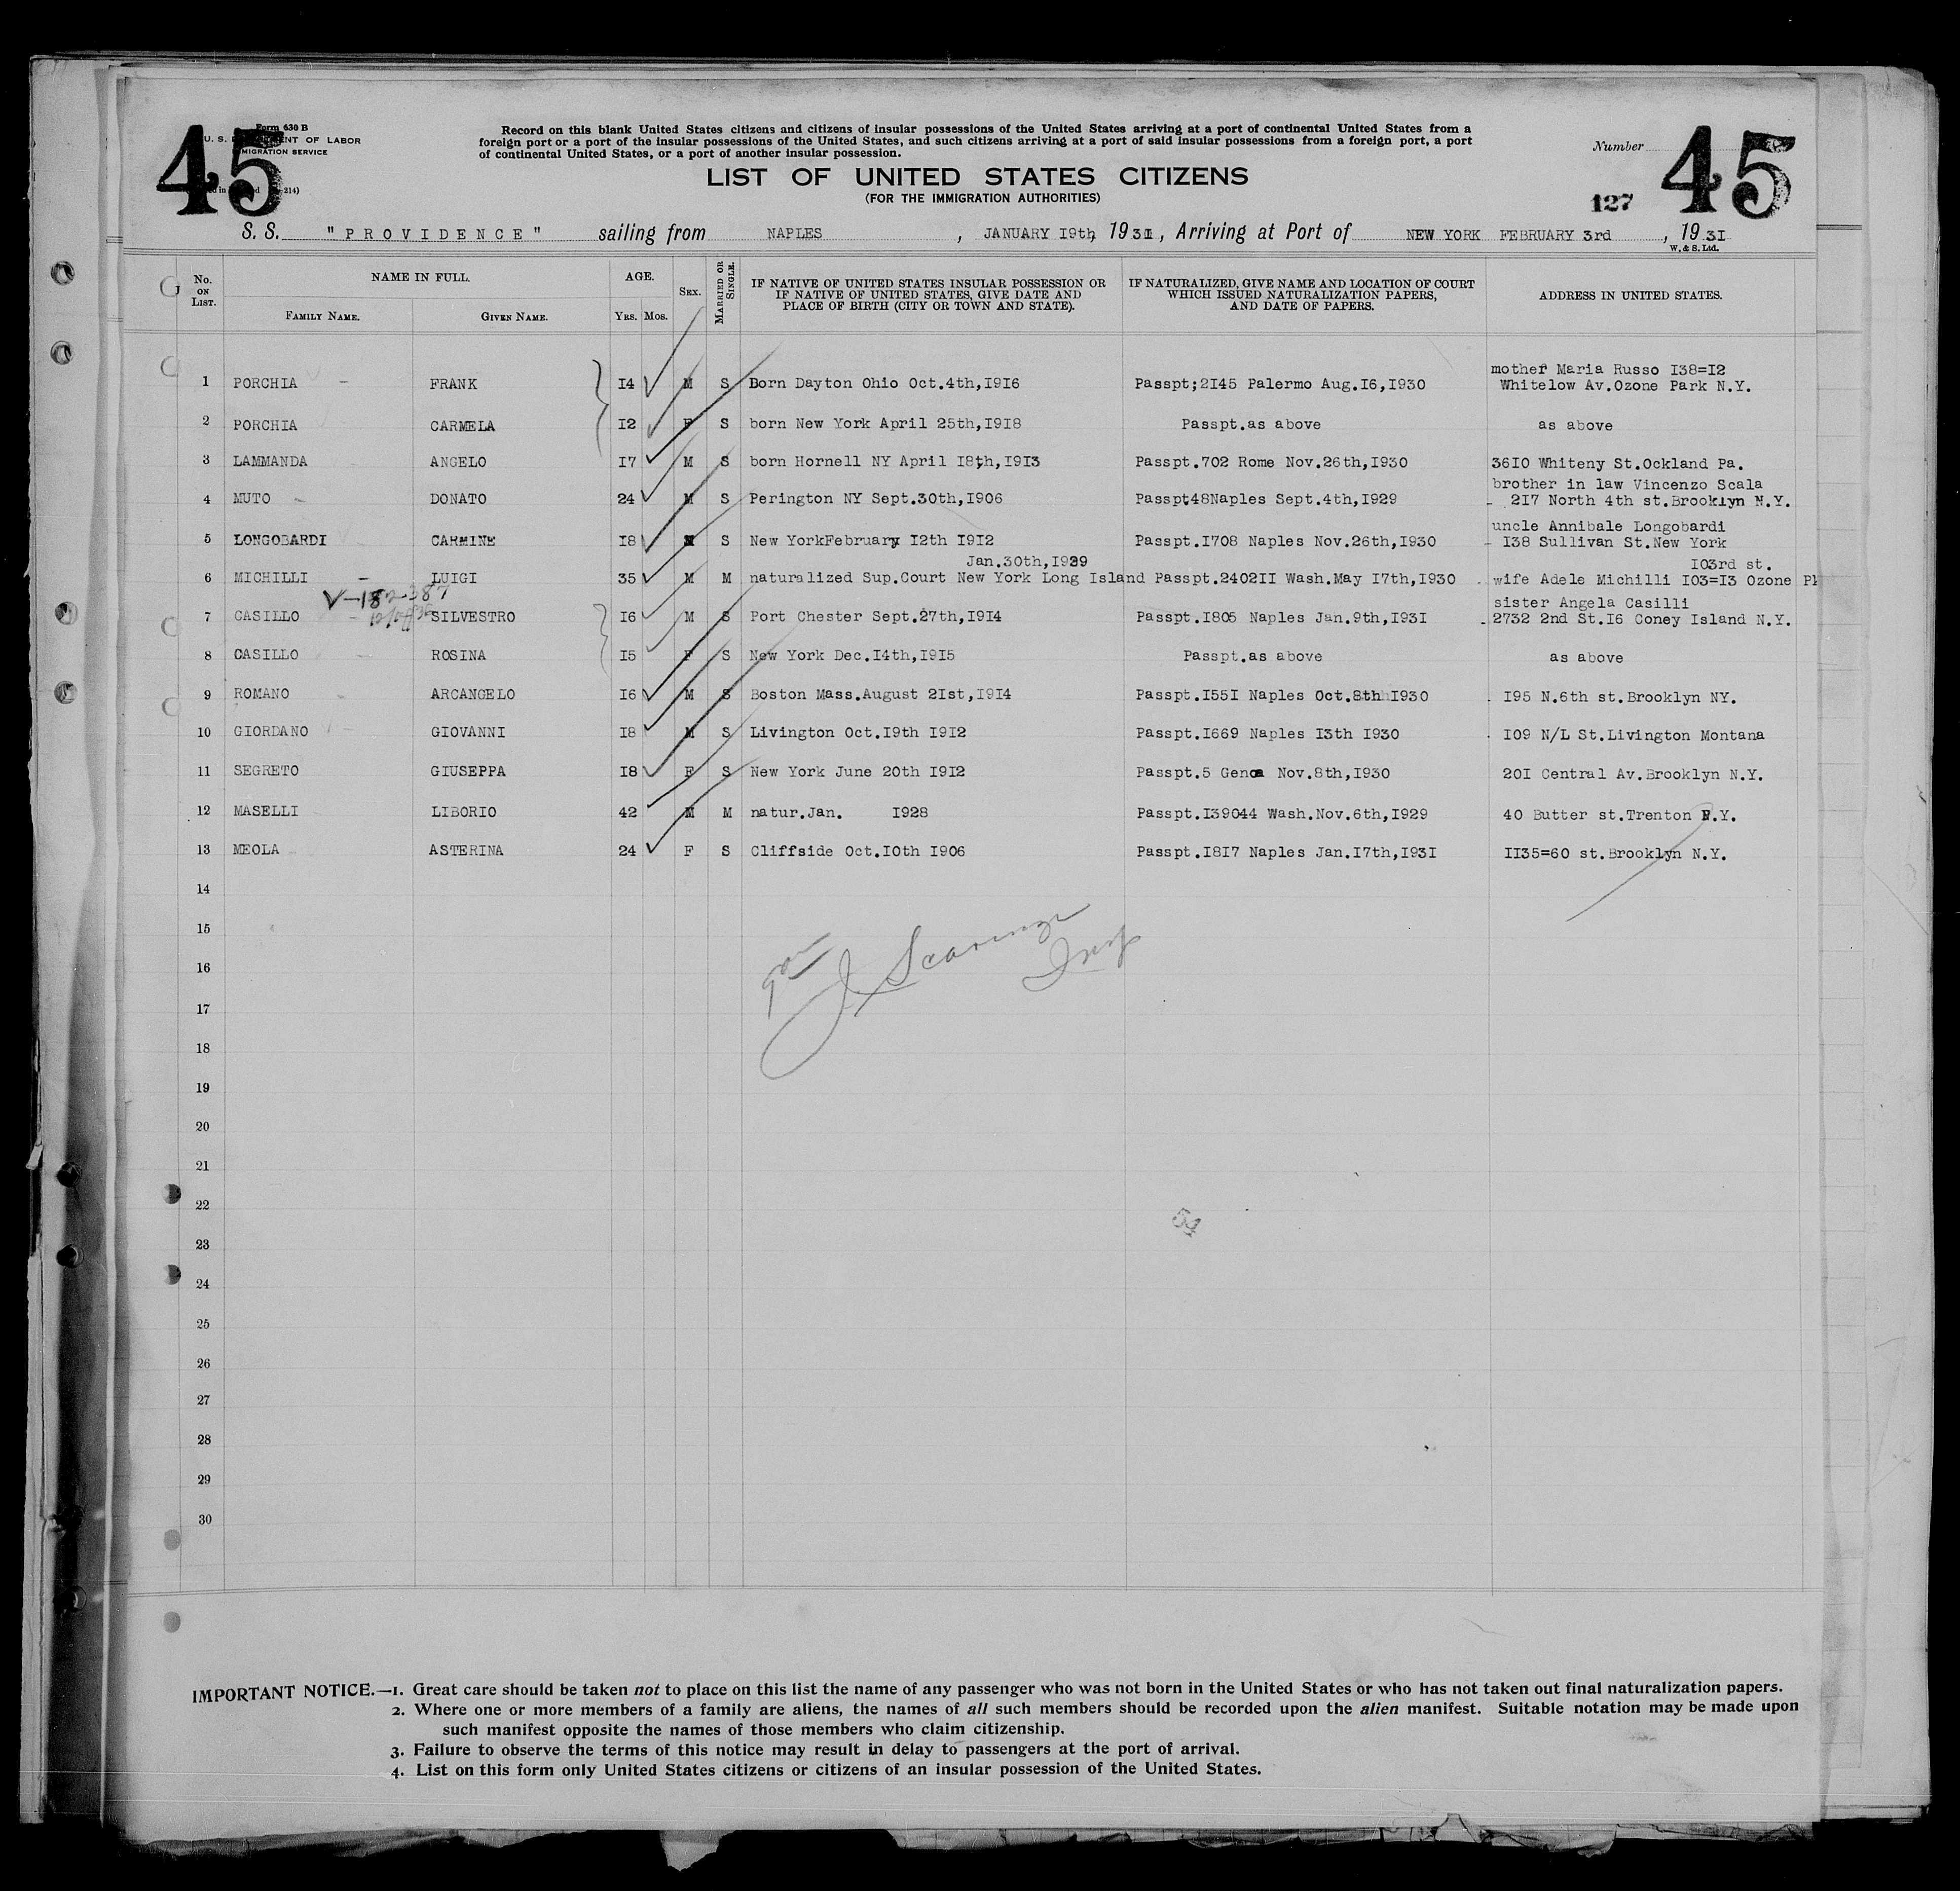 45
Form 630 B
U. S. DEPARTMENT OF LABOR
IMMIGRATION SERVICE
Record on this blank United States citizens and citizens of insular possessions of the United States arriving at a port of continental United States from a
foreign port or a port of the insular possessions of the United States, and such citizens arriving at a port of said insular possessions from a foreign port, a port
of continental United States, or a port of another insular possession.
LIST OF UNITED STATES CITIZENS
(FOR THE IMMIGRATION AUTHORITIES)
Number
45
127
S. S. "PROVIDENCE" sailing from NAPLES, JANUARY 19th, 1931, Arriving at Port of NEW YORK FEBRUARY 3rd, 1931
W. & S. Ltd.
No. ON LIST. NAME IN FULL. FAMILY NAME. GIVEN NAME. AGE. YRS. MOS. SEX. MARRIED OR SINGLE. IF NATIVE OF UNITED STATES INSULAR POSSESSION OR IF NATIVE OF UNITED STATES, GIVE DATE AND PLACE OF BIRTH (CITY OR TOWN AND STATE). IF NATURALIZED, GIVE NAME AND LOCATION OF COURT WHICH ISSUED NATURALIZATION PAPERS, AND DATE OF PAPERS. ADDRESS IN UNITED STATES.
mother Maria Russo I38=I2
1 PORCHIA FRANK I4 M S Born Dayton Ohio Oct.4th,I9I6 Passpt;2I45 Palermo Aug.I6,I930 Whitelow Av.Ozone Park N.Y.
2 PORCHIA CARMELA I2 F S born New York April 25th,I9I8 Passpt.as above as above
3 LAMMANDA ANGELO I7 M S born Hornell NY April I8th,I9I3 Passpt.702 Rome Nov.26th,I930 36I0 Whiteny St.Ockland Pa.
brother in law Vincenzo Scala
4 MUTO DONATO 24 M S Perington NY Sept.30th,I906 Passpt48Naples Sept.4th,I929 2I7 North 4th st.Brooklyn N.Y.
uncle Annibale Longobardi
5 LONGOBARDI CARMINE I8 M S New YorkFebruary I2th I9I2 Passpt.I708 Naples Nov.26th,I930 I38 Sullivan St.New York
Jan.30th,I929 I03rd st.
6 MICHILLI LUIGI 35 M M naturalized Sup.Court New York Long Island Passpt.2402II Wash.May I7th,I930 wife Adele Michilli I03=I3 Ozone Pk
V-182-387
sister Angela Casilli
7 CASILLO SILVESTRO I6 M S Port Chester Sept.27th,I9I4 Passpt.I805 Naples Jan.9th,I93I 2732 2nd St.I6 Coney Island N.Y.
8 CASILLO ROSINA I5 F S New York Dec.I4th,I9I5 Passpt.as above as above
9 ROMANO ARCANGELO I6 M S Boston Mass.August 2Ist,I9I4 Passpt.I55I Naples Oct.8th I930 I95 N.6th st.Brooklyn NY.
10 GIORDANO GIOVANNI I8 M S Livington Oct.I9th I9I2 Passpt.I669 Naples I3th I930 I09 N/L St.Livington Montana
11 SEGRETO GIUSEPPA I8 F S New York June 20th I9I2 Passpt.5 Genoa Nov.8th,I930 20I Central Av.Brooklyn N.Y.
12 MASELLI LIBORIO 42 M M natur.Jan. I928 Passpt.I39044 Wash.Nov.6th,I929 40 Butter st.Trenton N.Y.
13 MEOLA ASTERINA 24 F S Cliffside Oct.I0th I906 Passpt.I8I7 Naples Jan.I7th,I93I II35=60 st.Brooklyn N.Y.
14
15
16
17
18
19
20
21
22
23
24
25
26
27
28
29
30
54
IMPORTANT NOTICE.—1. Great care should be taken not to place on this list the name of any passenger who was not born in the United States or who has not taken out final naturalization papers.
2. Where one or more members of a family are aliens, the names of all such members should be recorded upon the alien manifest. Suitable notation may be made upon
such manifest opposite the names of those members who claim citizenship.
3. Failure to observe the terms of this notice may result in delay to passengers at the port of arrival.
4. List on this form only United States citizens or citizens of an insular possession of the United States.